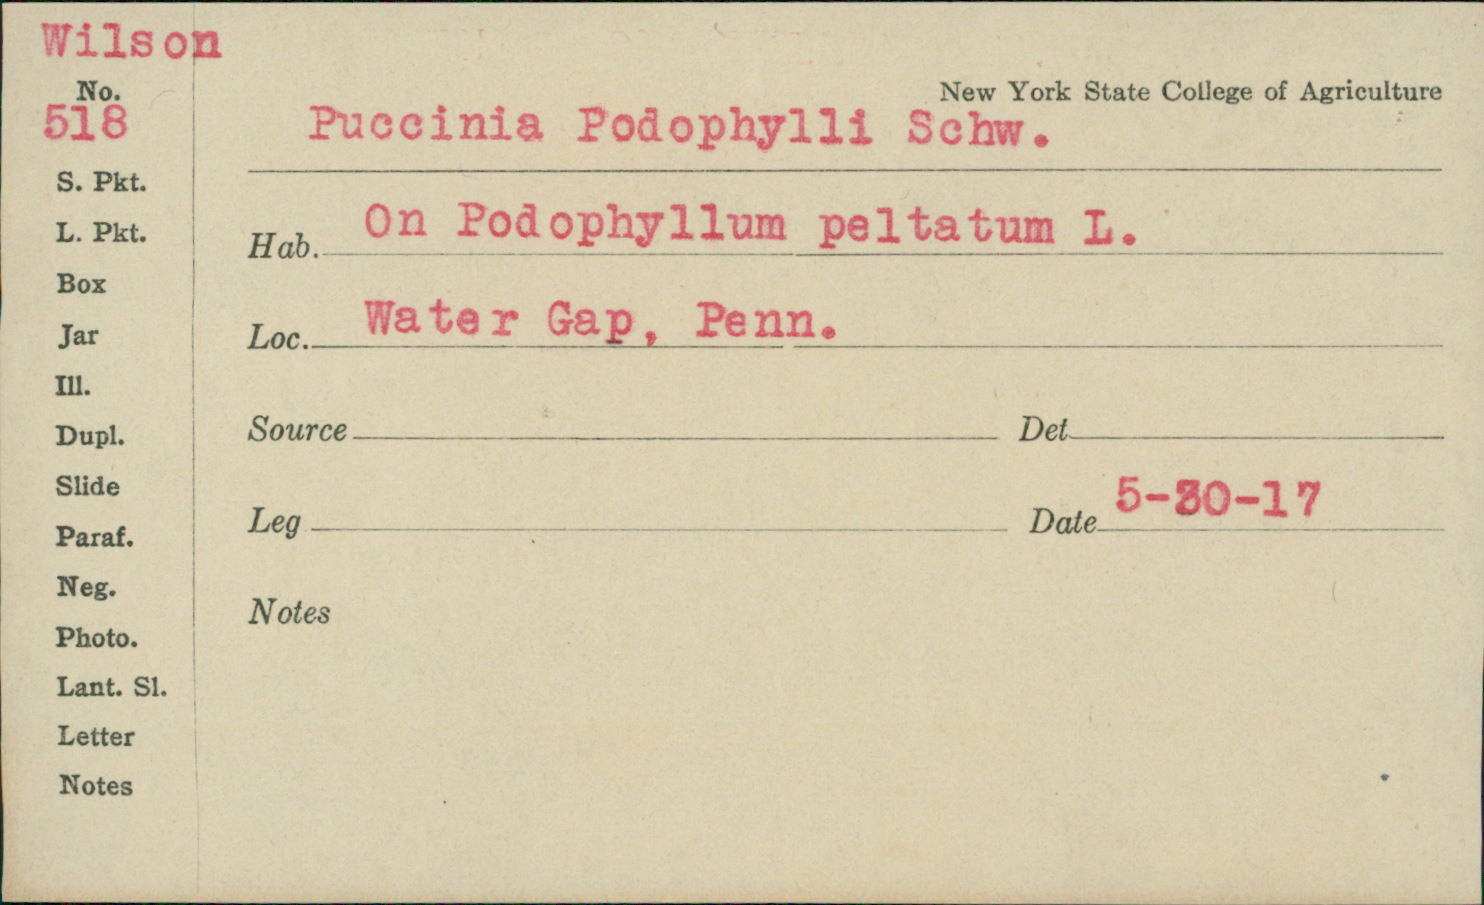 Wilson
No.
518
New York State College of Agriculture
Puccinia Podophylli Schw.
S. Pkt.
L. Pkt.
Box
Jar
Ill.
Dupl.
Slide
Paraf.
Neg.
Photo.
Lant. Sl.
Letter
Notes
Hab. On Podophyllum peltatum L.
Loc. Water Gap, Penn.
Source Det
Leg Date 5-30-17
Notes